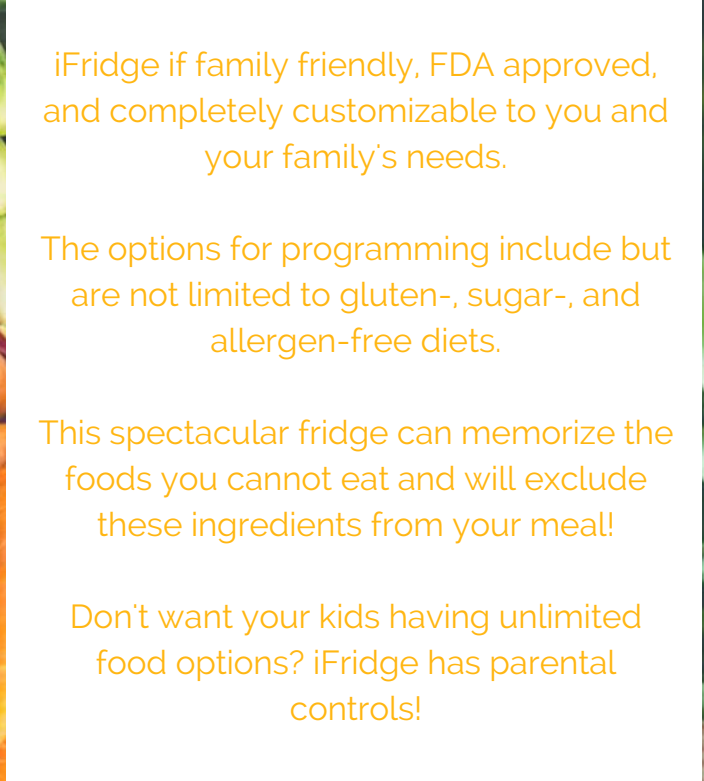 iFridge if family friendly, FDA approved,
and completely customizable to you and
your family's needs.
The options for programming include but
are not limited to gluten-, sugar-, and
allergen-free diets.
This spectacular fridge can memorize the
foods you cannot eat and will exclude
these ingredients from your meal!
Don't want your kids having unlimited
food options? iFridge has parental
controls!